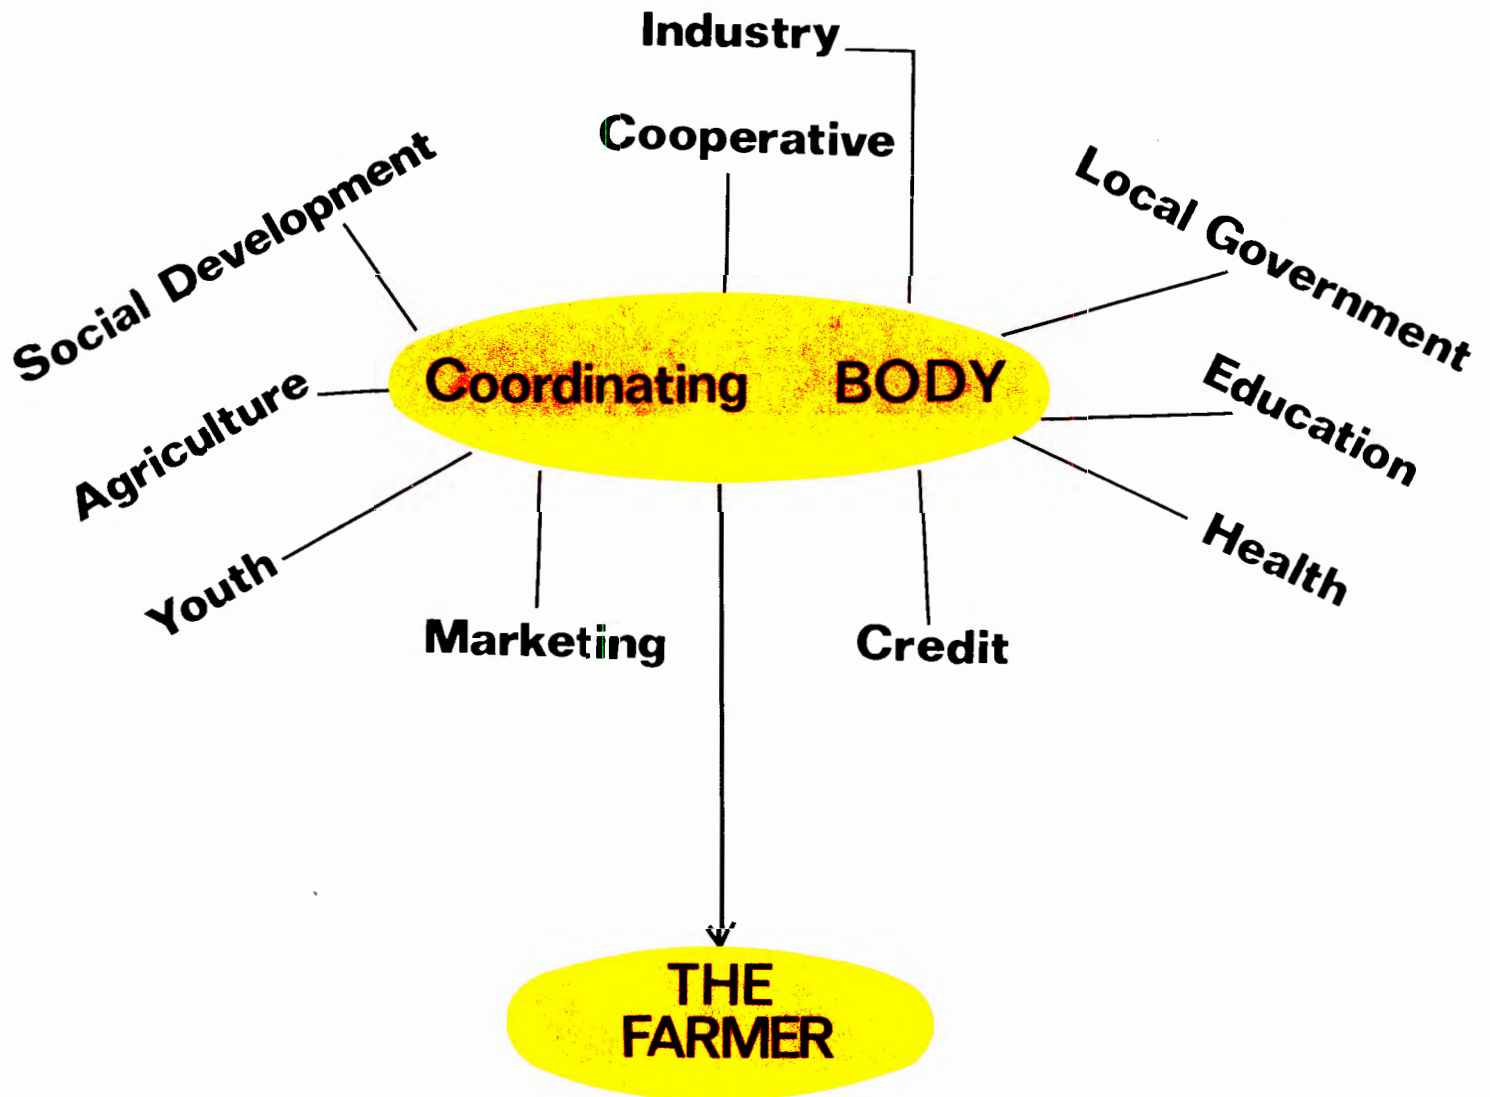 Industry
Cooperative
Social Development
Local Government
Coordinating BODY
Agriculture
Education
Youth
Health
Marketing
Credit
THE
FARMER